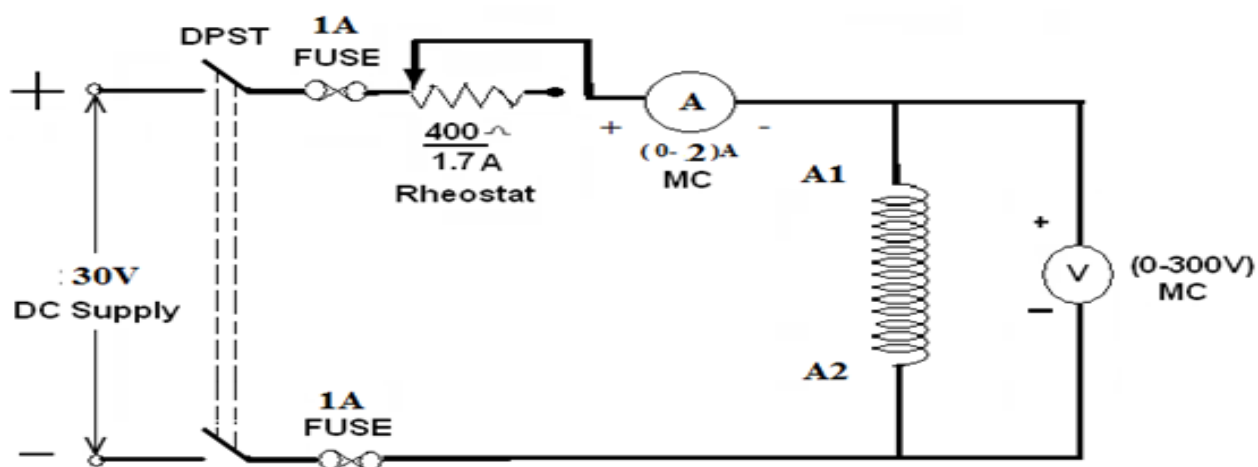 DPST
1A
FUSE
+
A
+
-
400 ~
1.7 A
Rheostat
(0-2)A
MC
A1
+
V
-
(0-300V)
MC
: 30V
DC Supply
A2
1A
FUSE
-